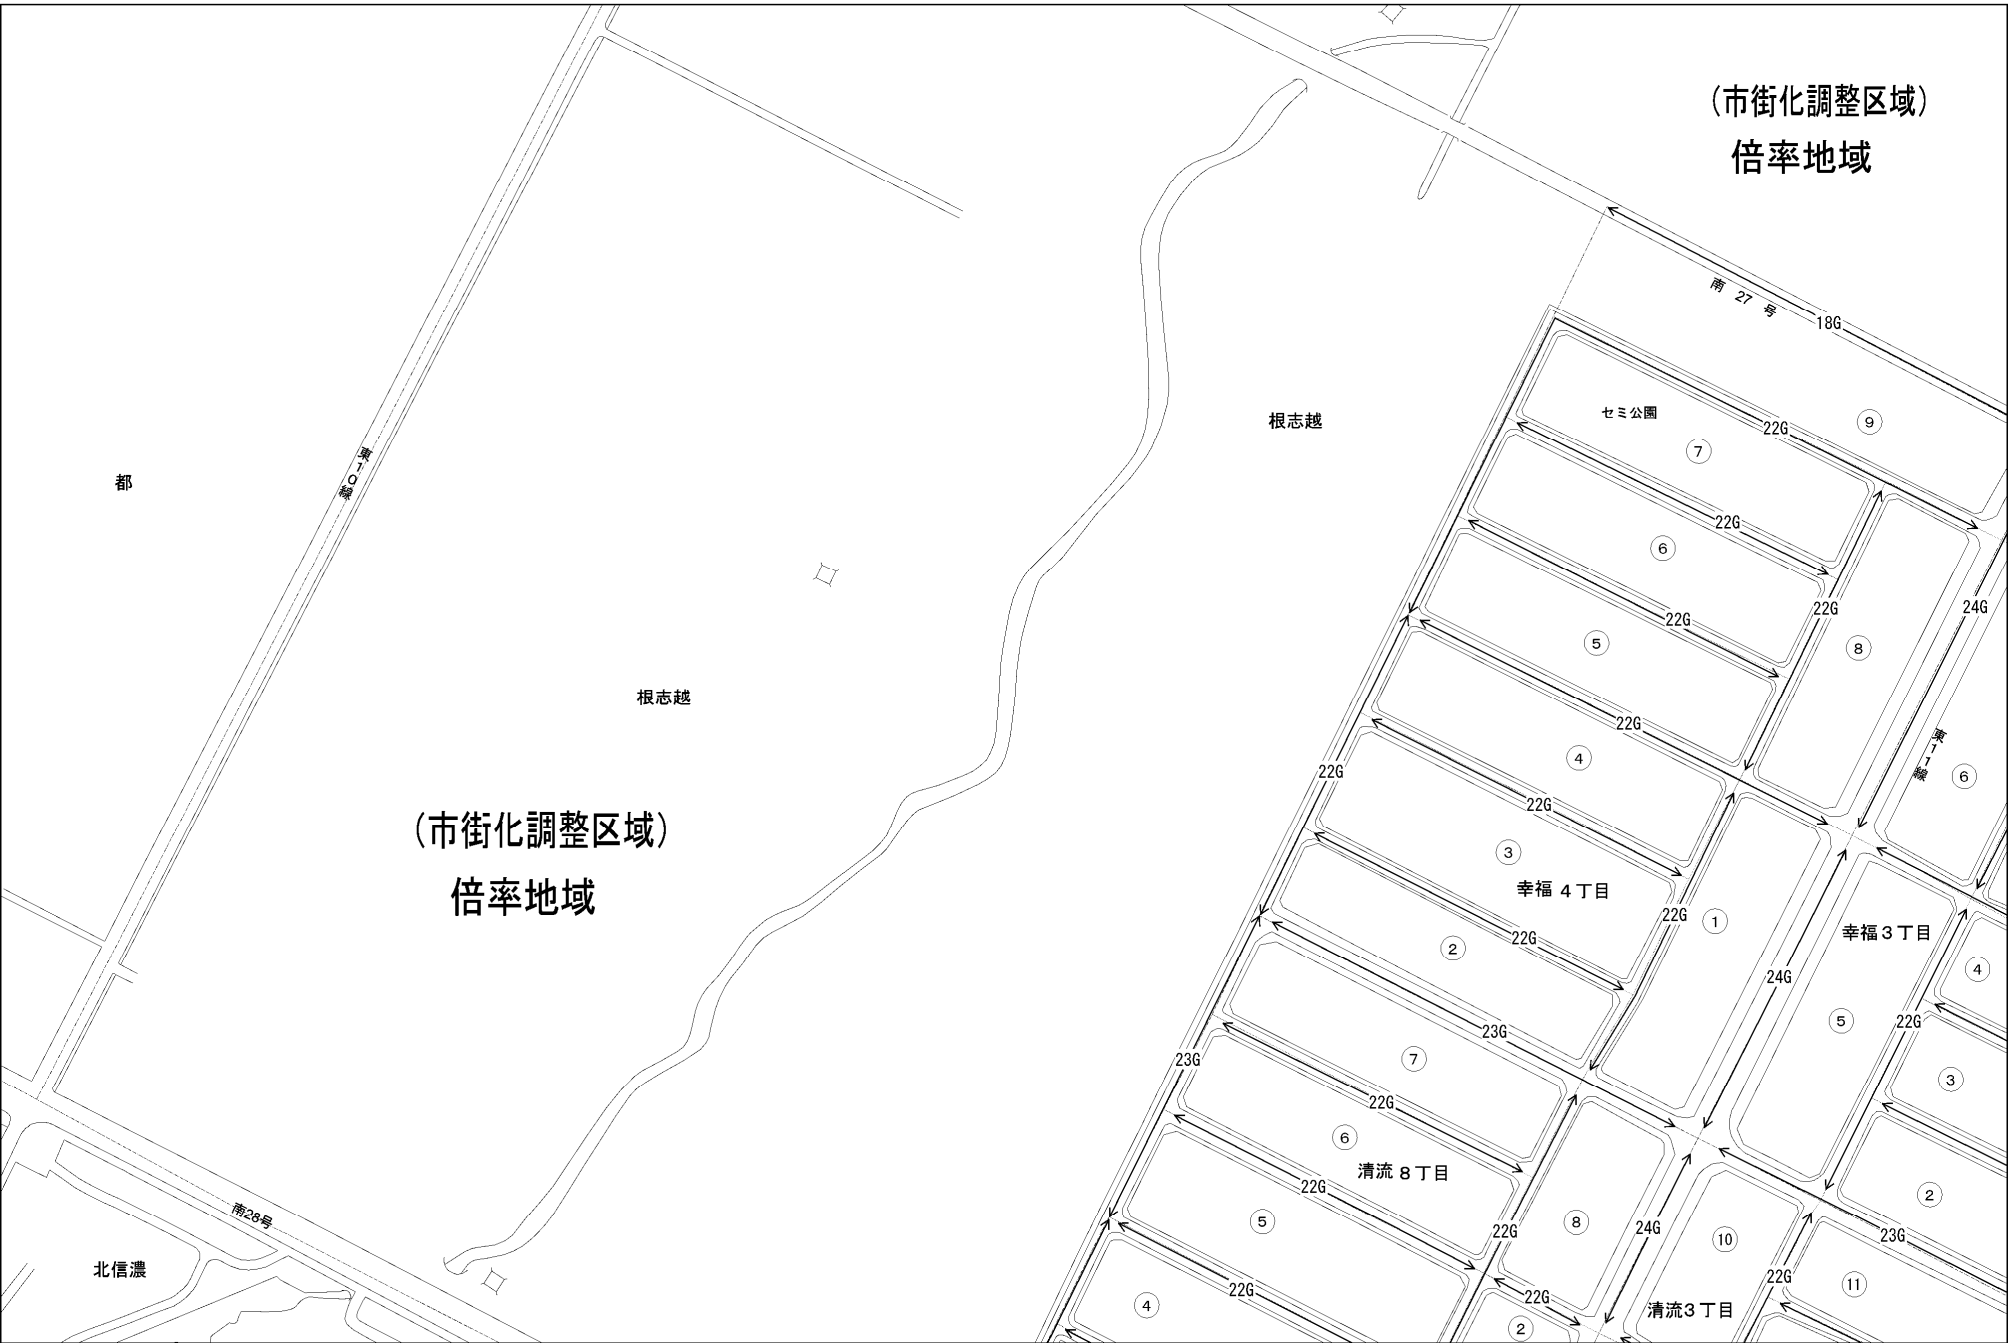 （市街化調整区域）
倍率地域
南 27 号
18G
セミ公園
22G
⑨
⑦
根志越
22G
⑥
都
東10線
22G
22G
24G
⑤
⑧
根志越
22G
東11線
④
22G
⑥
22G
（市街化調整区域）
倍率地域
③
幸福 4丁目
22G
①
幸福3丁目
22G
②
24G
④
23G
22G
⑤
⑦
23G
22G
③
⑥
清流 8丁目
22G
②
南28号
⑤
22G
⑧
24G
⑩
23G
北信濃
22G
22G
22G
⑪
④
②
清流3丁目